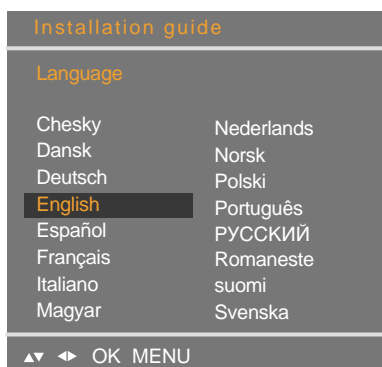 Installation guide
Language
Chesky
Dansk
Deutsch
English
Español
Français
Italiano
Magyar
Nederlands
Norsk
Polski
Português
РУССКИЙ
Romaneste
suomi
Svenska
▲▼ ◀▶ OK MENU